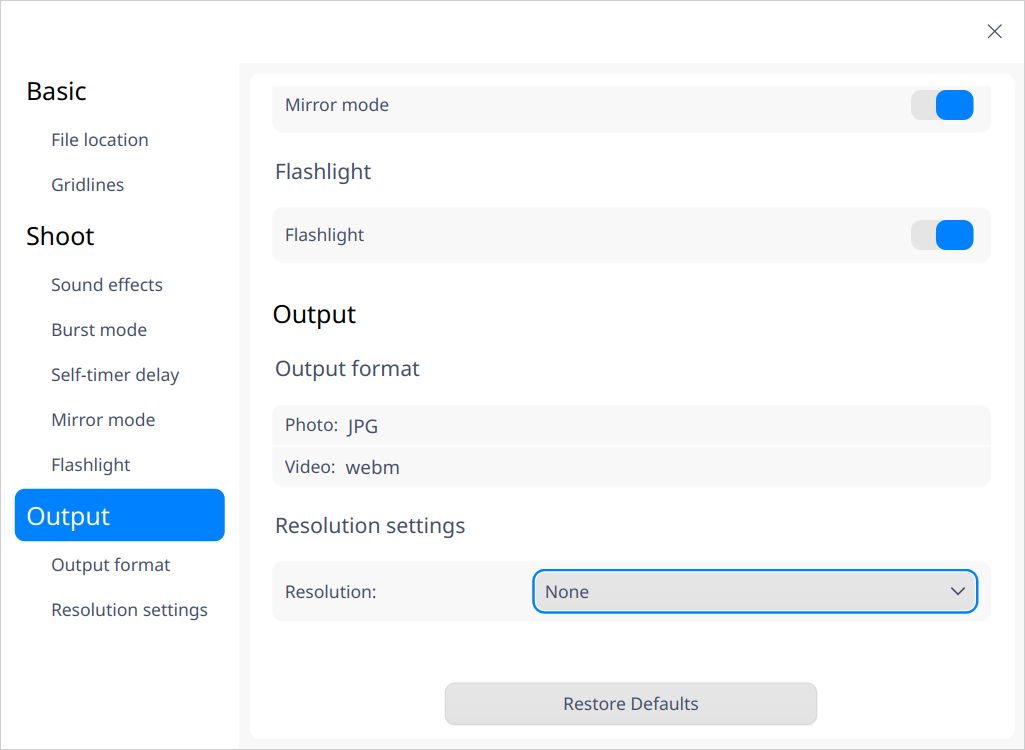 Basic
File location
Gridlines
Shoot
Sound effects
Burst mode
Self-timer delay
Mirror mode
Flashlight
Output
Output format
Resolution settings
Mirror mode
Flashlight
Flashlight
Output
Output format
Photo: JPG
Video: webm
Resolution settings
Resolution: None
Restore Defaults